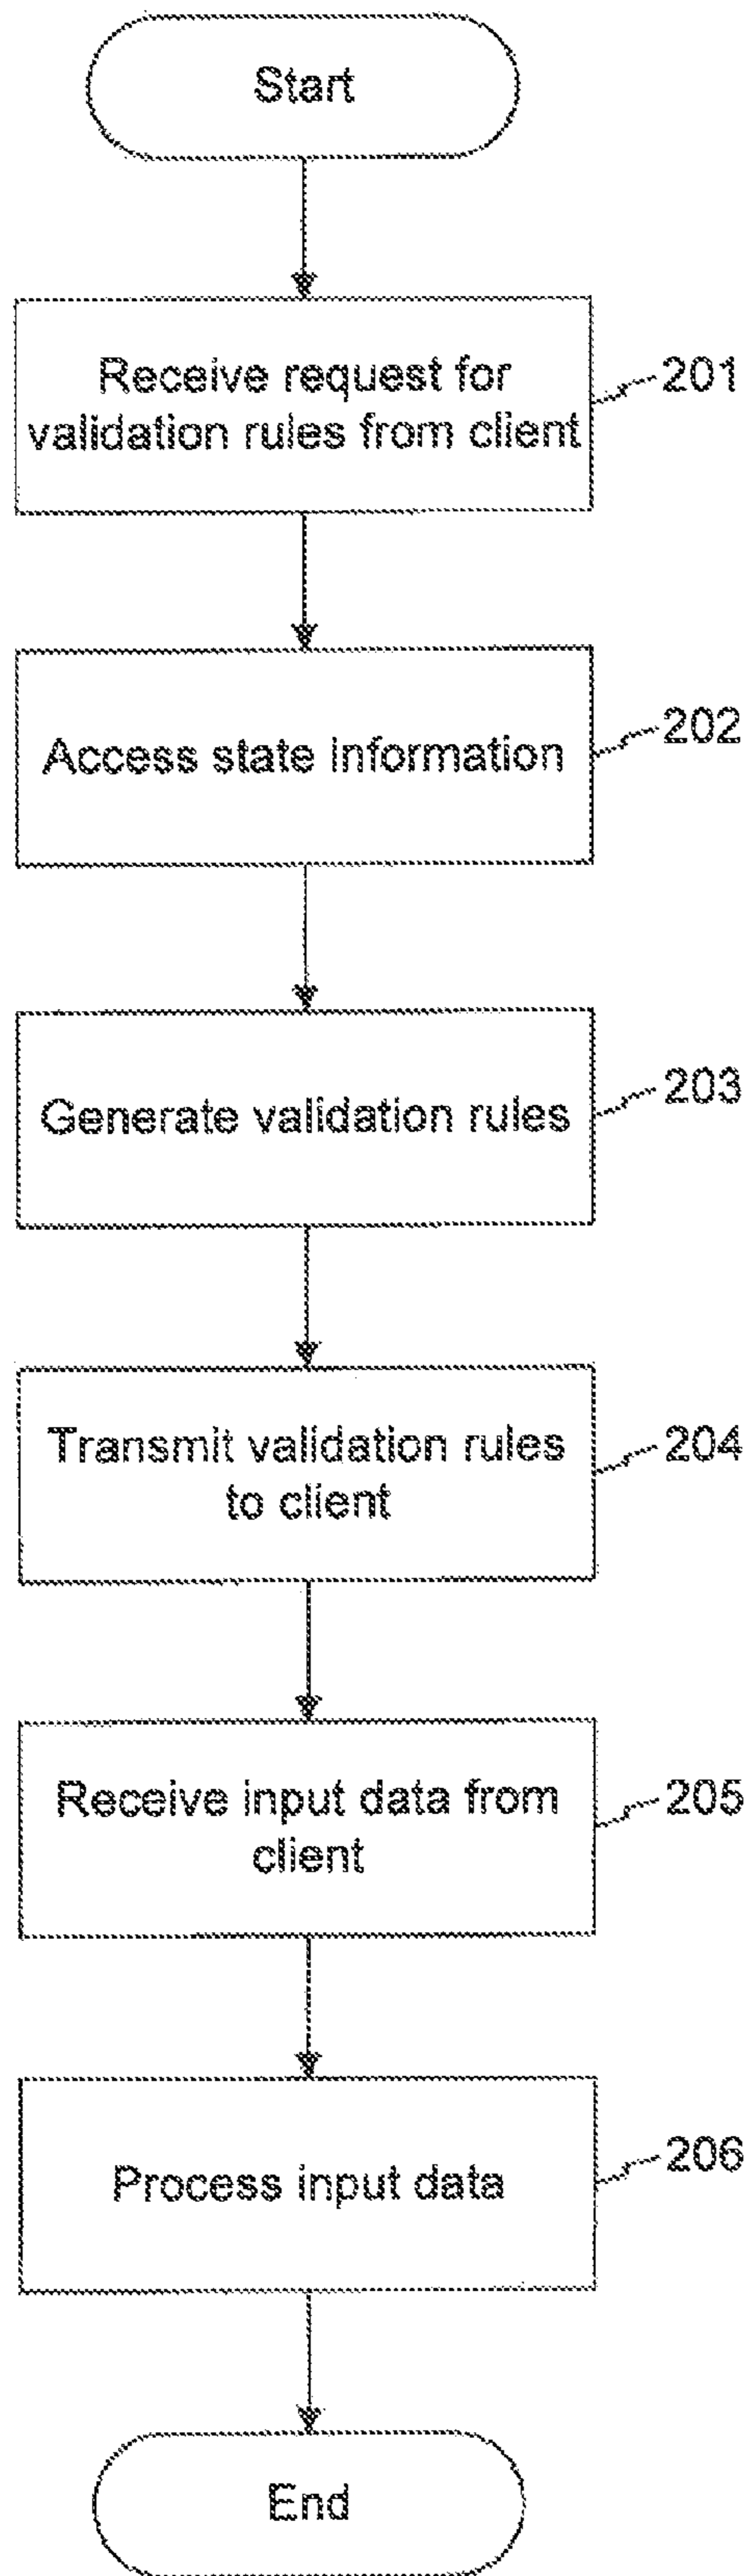 Start
Receive request for
validation rules from client
201
Access state information
202
Generate validation rules
203
Transmit validation rules
to client
204
Receive input data from
client
205
Process input data
206
End